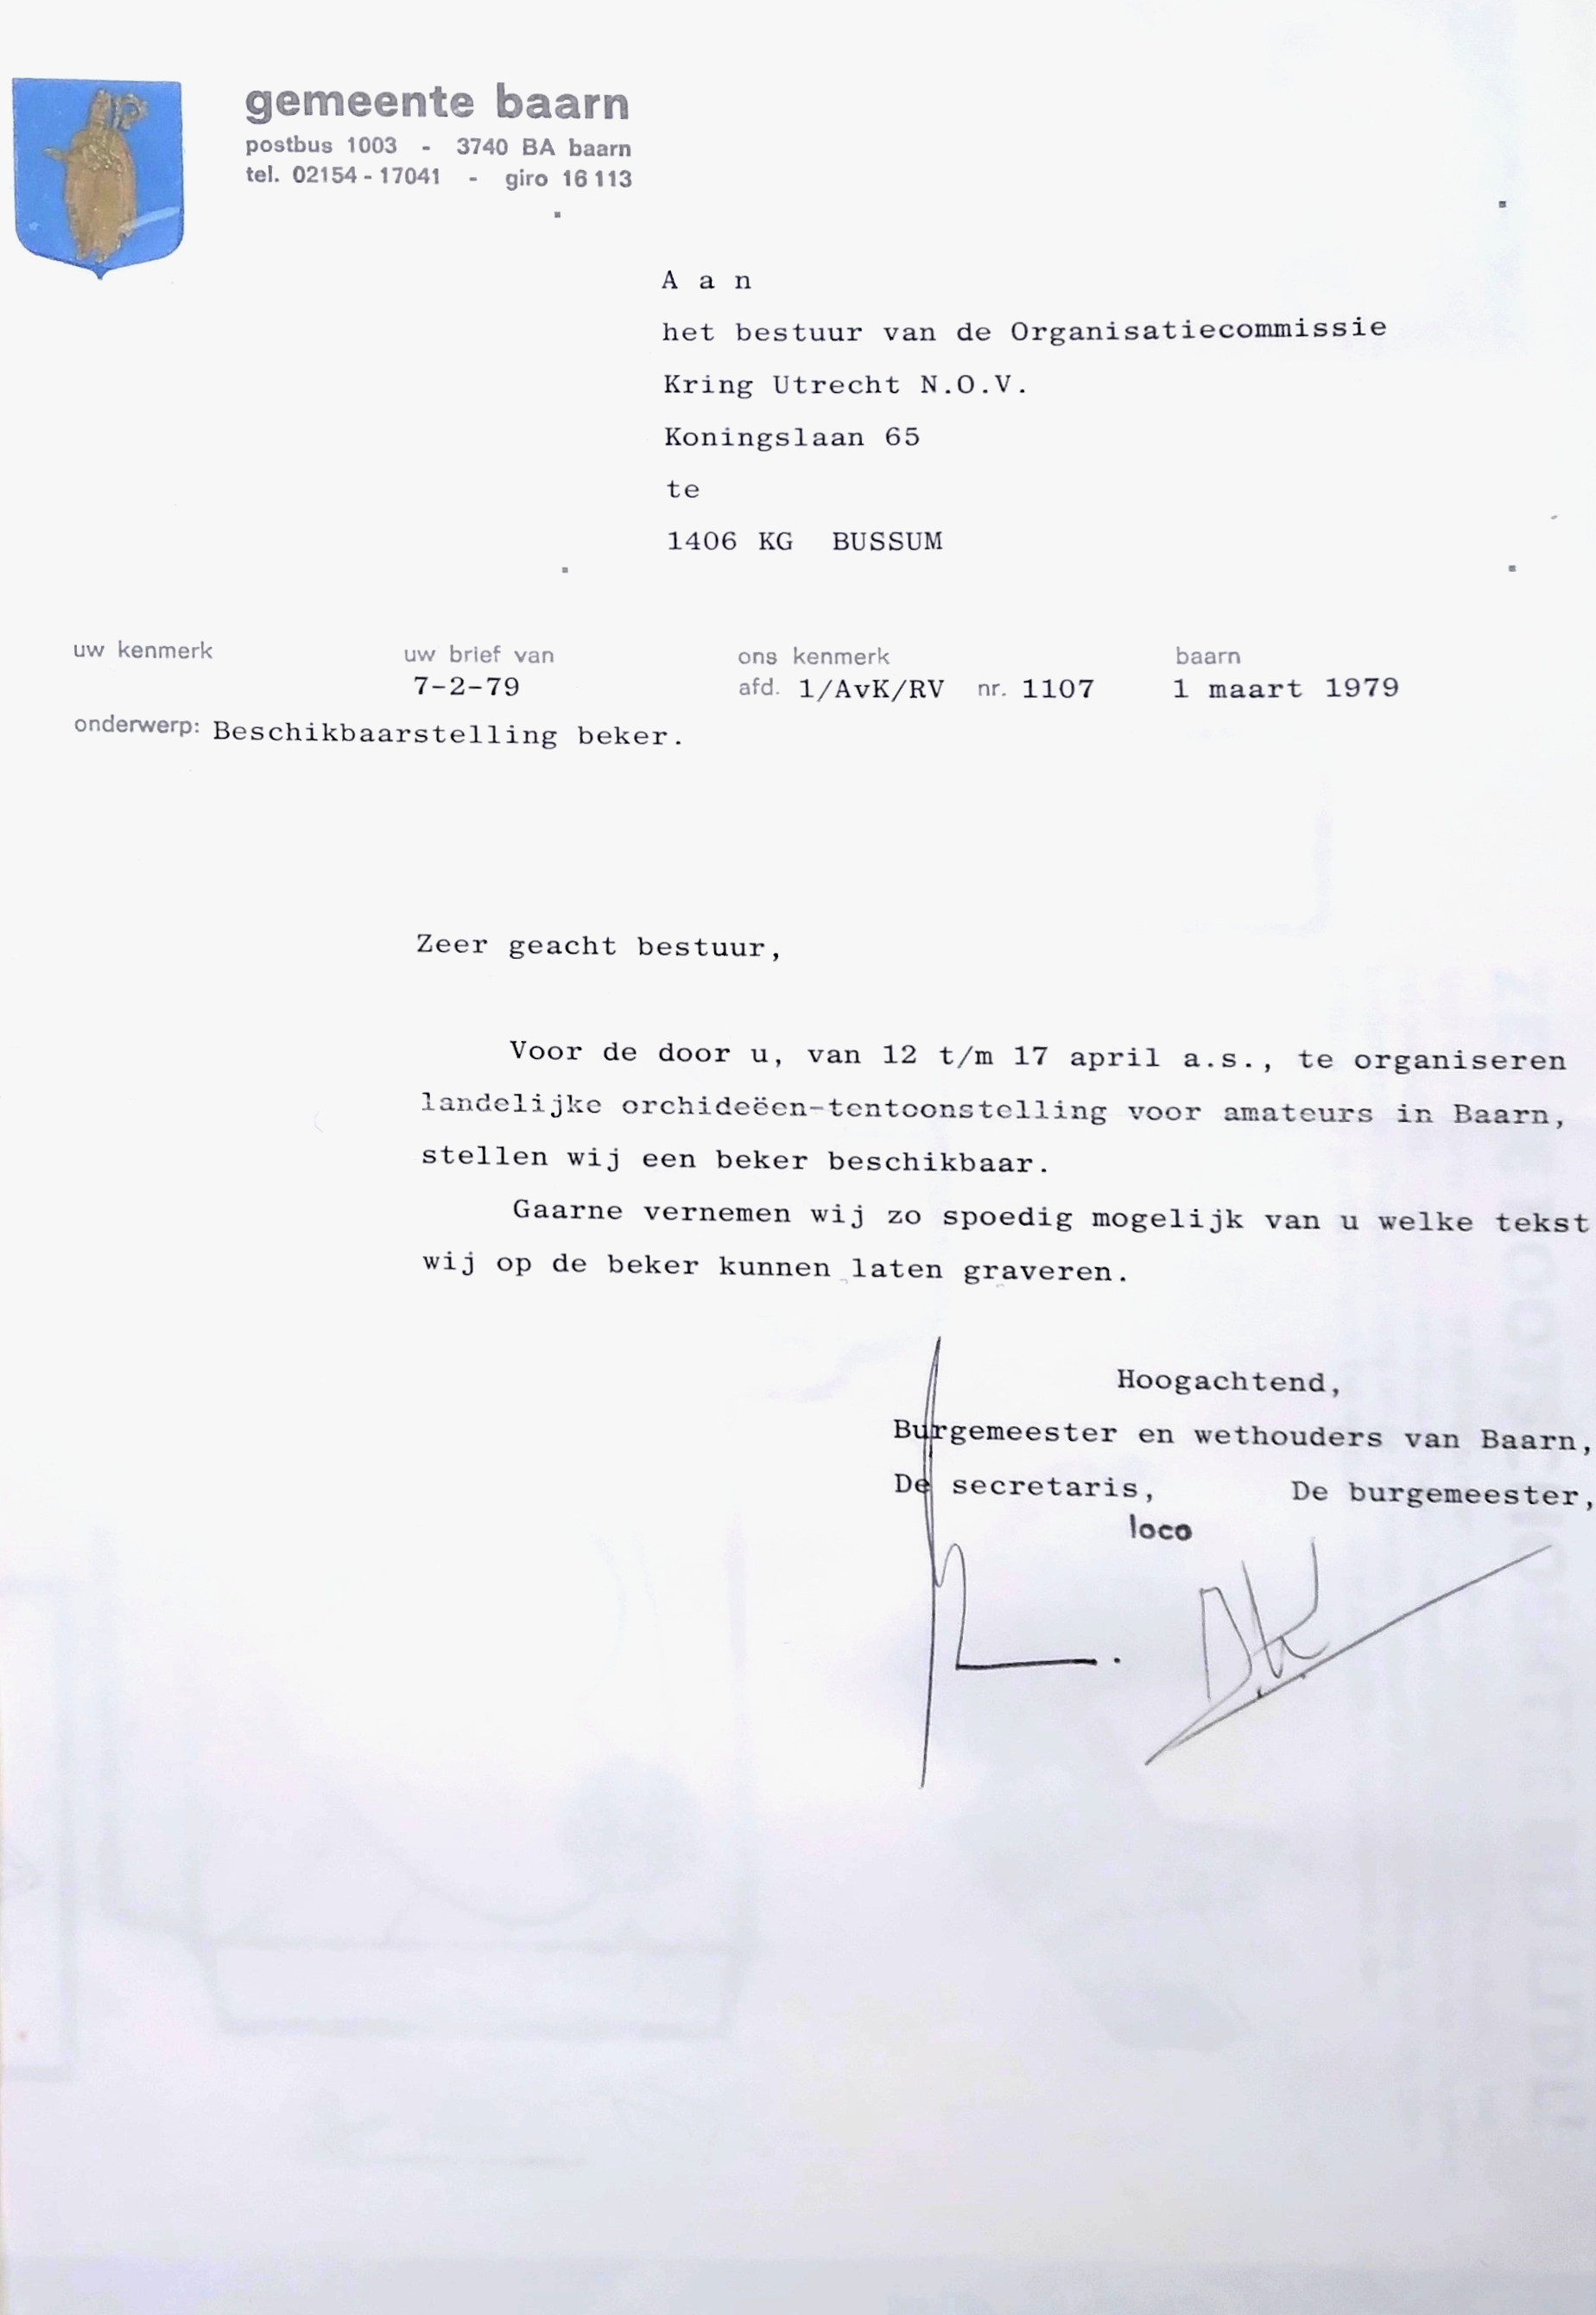 gemeente baarn
postbus 1003 - 3740 BA baarn
tel. 02154-17041 - giro 16113
A a n
het bestuur van de Organisatiecommissie
Kring Utrecht N.O.V.
Koningslaan 65
te
1406 KG BUSSUM
uw kenmerk uw brief van ons kenmerk baarn
7-2-79 afd. 1/AvK/RV nr. 1107 1 maart 1979
onderwerp: Beschikbaarstelling beker.
Zeer geacht bestuur,
Voor de door u, van 12 t/m 17 april a.s., te organiseren
landelijke orchideëen-tentoonstelling voor amateurs in Baarn,
stellen wij een beker beschikbaar.
Gaarne vernemen wij zo spoedig mogelijk van u welke tekst
wij op de beker kunnen laten graveren.
Hoogachtend,
Burgemeester en wethouders van Baarn,
De secretaris, De burgemeester,
loco